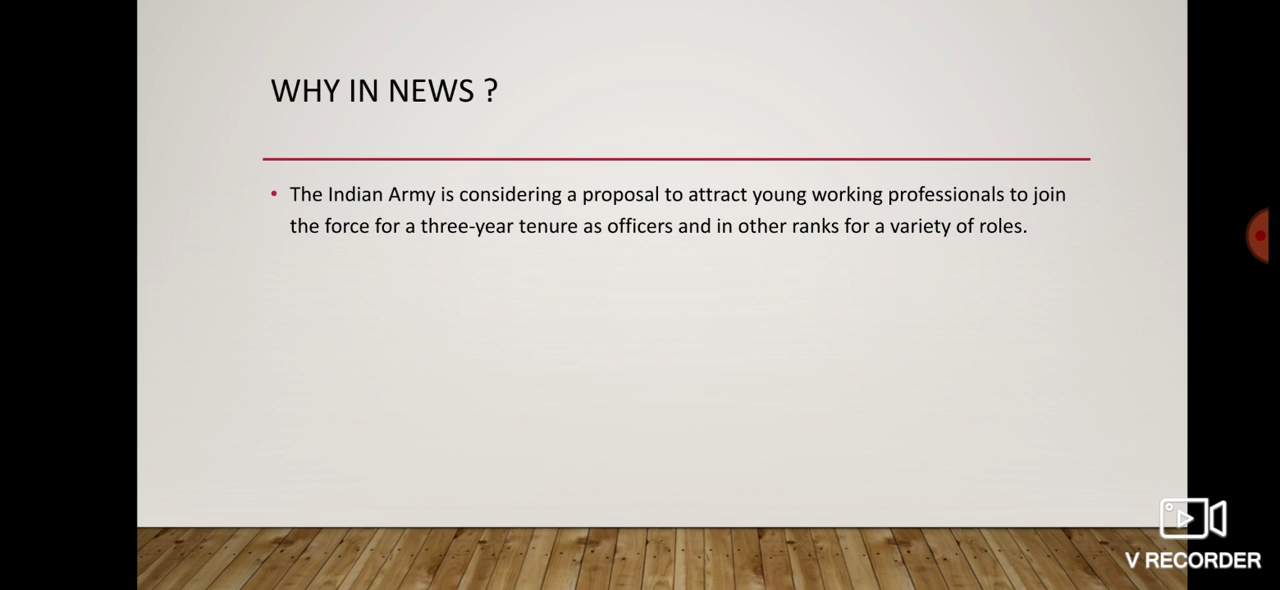 WHY IN NEWS ?
• The Indian Army is considering a proposal to attract young working professionals to join
the force for a three-year tenure as officers and in other ranks for a variety of roles.
V RECORDER